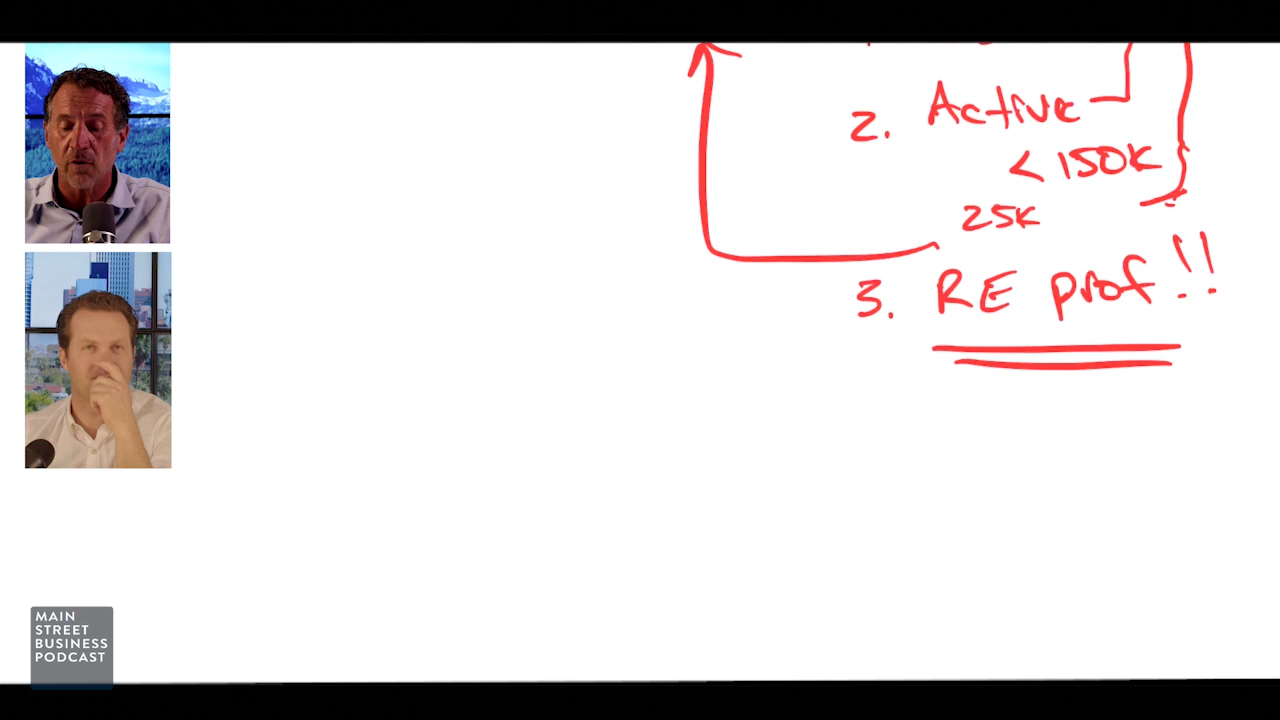 2. Active
< 150K
25K
3. RE prof!!
MAIN
STREET
BUSINESS
PODCAST